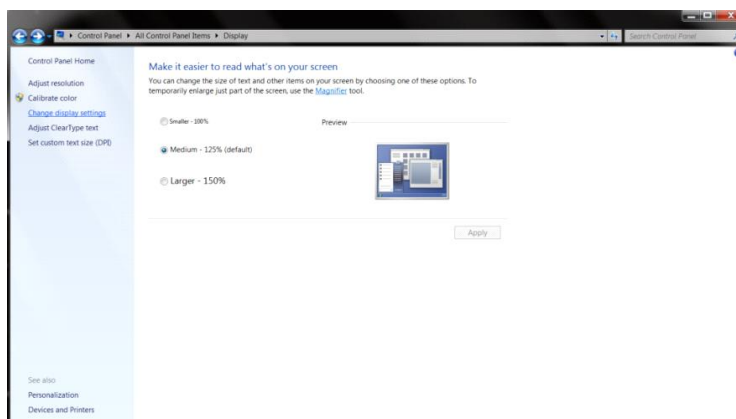 Control Panel ▸ All Control Panel Items ▸ Display
Search Control Panel
Control Panel Home
Adjust resolution
Calibrate color
Change display settings
Adjust ClearType text
Set custom text size (DPI)
Make it easier to read what's on your screen
You can change the size of text and other items on your screen by choosing one of these options. To
temporarily enlarge just part of the screen, use the Magnifier tool.
Smaller - 100%
Preview
Medium - 125% (default)
Larger - 150%
Apply
See also
Personalization
Devices and Printers